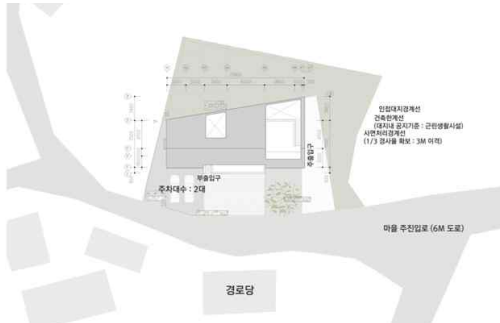 인접대지경계선
건축한계선
(대지내 공지기준 : 근린생활시설)
사면처리경계선
(1/3 경사율 확보 : 3M 이격)
주출입구
부출입구
주차대수 : 2대
마을 주진입로 (6M 도로)
경로당